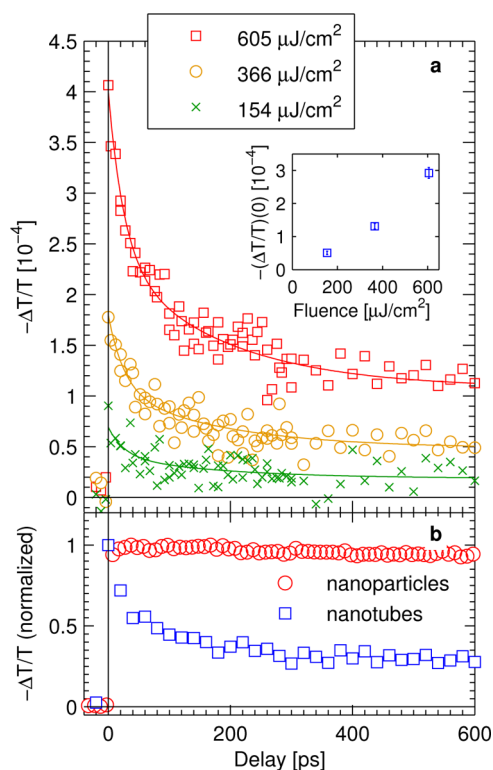 605 μJ/cm²
366 μJ/cm²
154 μJ/cm²
a
4.5
4
3.5
3
2.5
2
1.5
1
0.5
0
−ΔT/T [10⁻⁴]
−(ΔT/T)(0) [10⁻⁴]
3
2
1
0
0 200 400 600
Fluence [μJ/cm²]
b
1
0.5
0
−ΔT/T (normalized)
nanoparticles
nanotubes
0 200 400 600
Delay [ps]